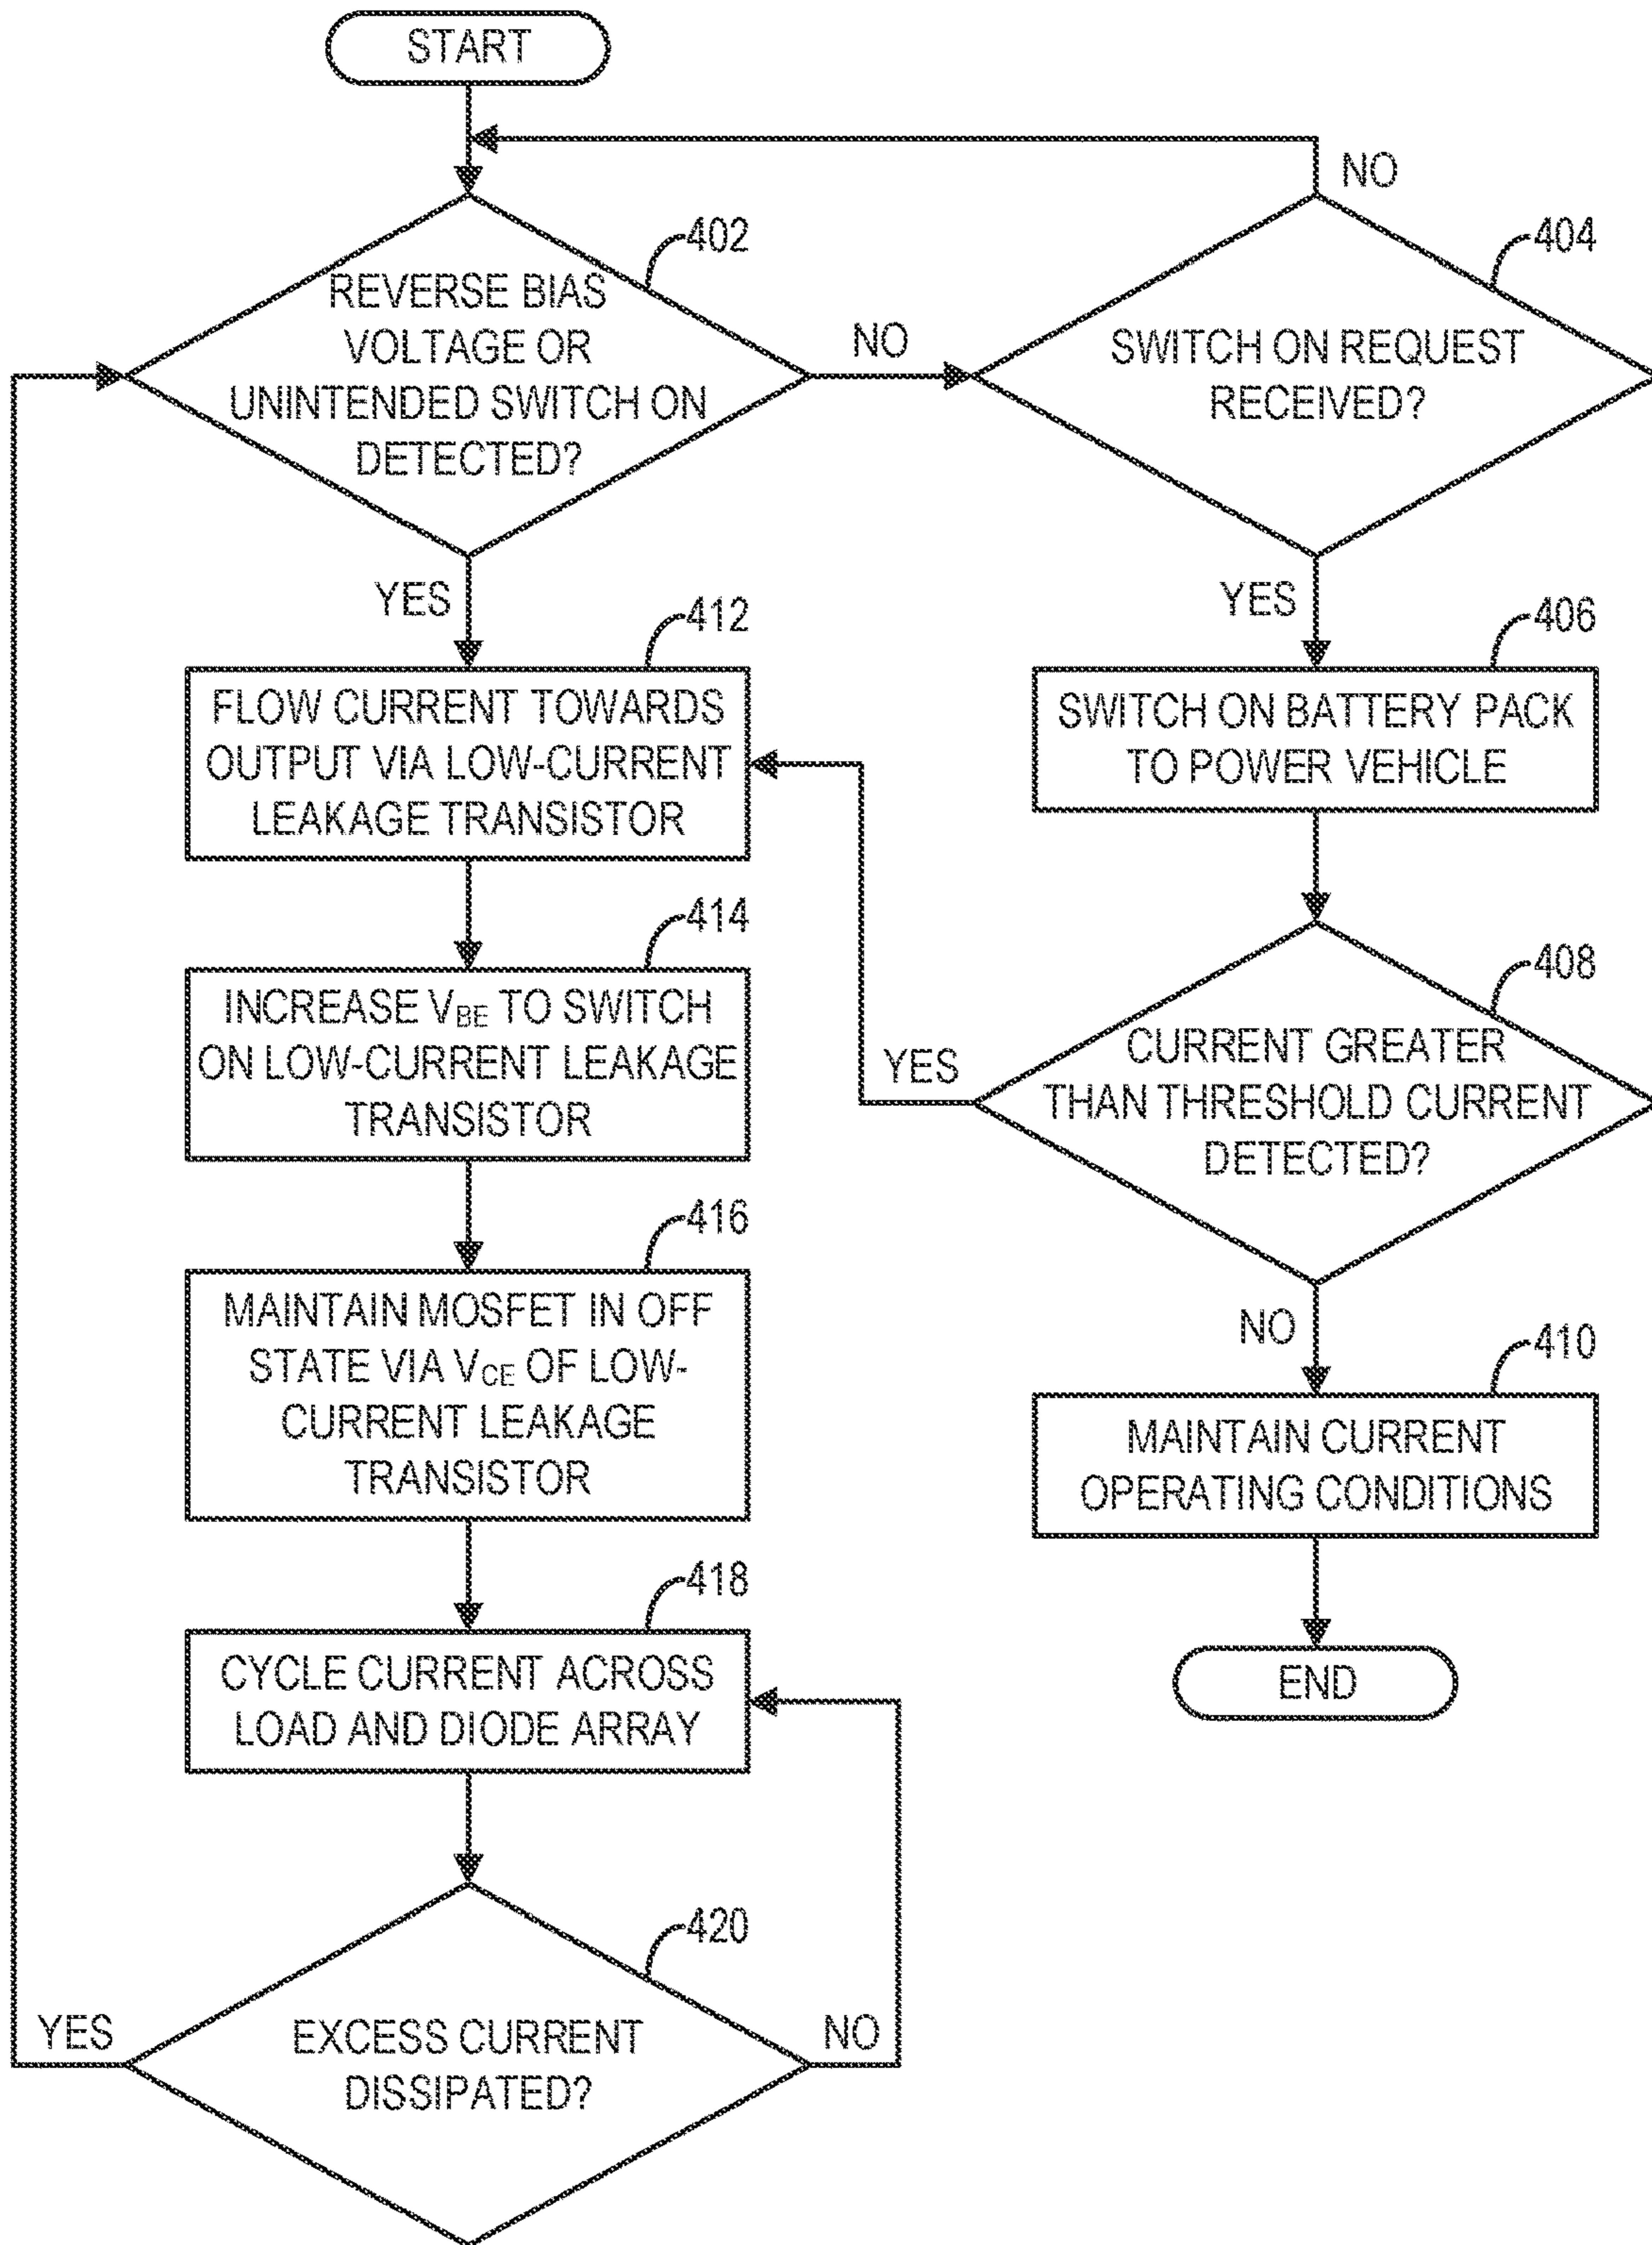 START
NO
402
REVERSE BIAS
VOLTAGE OR
UNINTENDED SWITCH ON
DETECTED?
NO
404
SWITCH ON REQUEST
RECEIVED?
YES
YES
412
FLOW CURRENT TOWARDS
OUTPUT VIA LOW-CURRENT
LEAKAGE TRANSISTOR
406
SWITCH ON BATTERY PACK
TO POWER VEHICLE
414
INCREASE VBE TO SWITCH
ON LOW-CURRENT LEAKAGE
TRANSISTOR
YES
408
CURRENT GREATER
THAN THRESHOLD CURRENT
DETECTED?
416
MAINTAIN MOSFET IN OFF
STATE VIA VCE OF LOW-
CURRENT LEAKAGE
TRANSISTOR
NO
410
MAINTAIN CURRENT
OPERATING CONDITIONS
418
CYCLE CURRENT ACROSS
LOAD AND DIODE ARRAY
END
420
YES
EXCESS CURRENT
DISSIPATED?
NO